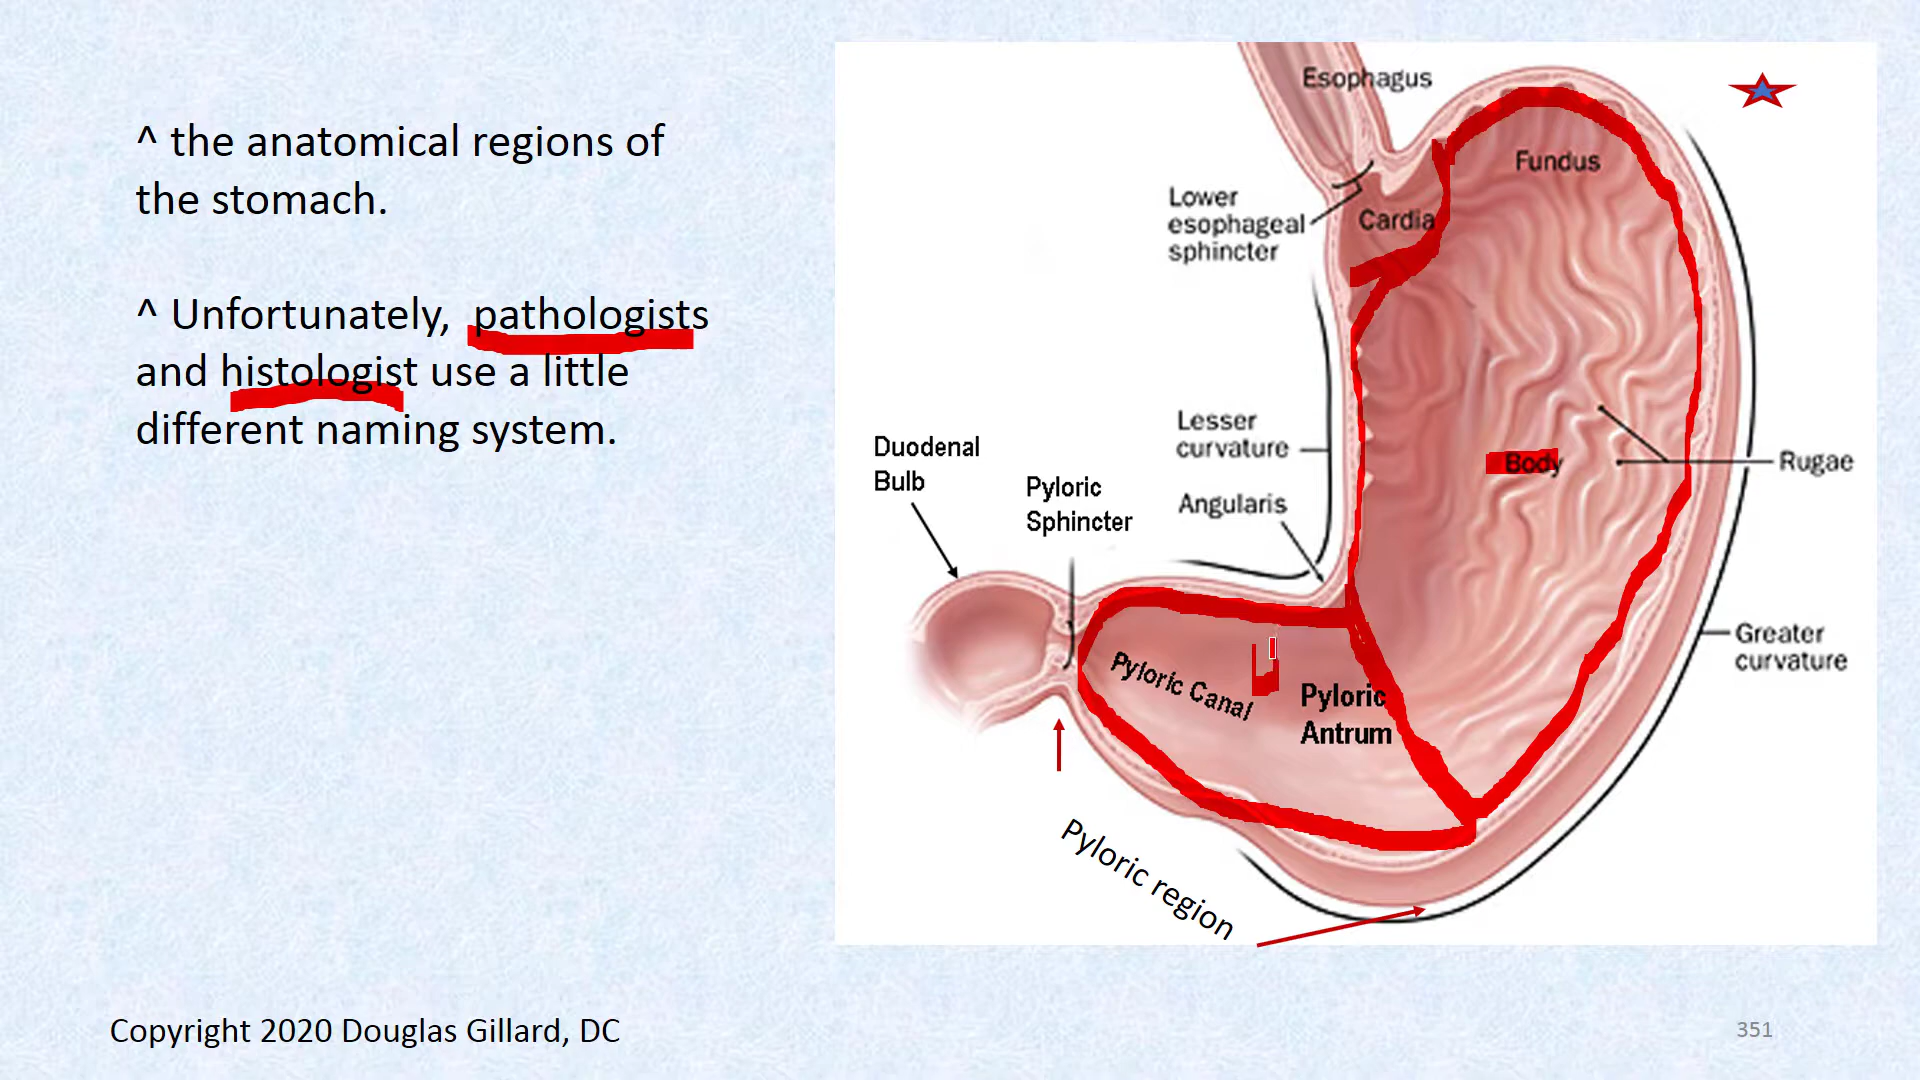 ^ the anatomical regions of
the stomach.
^ Unfortunately, pathologists
and histologist use a little
different naming system.
Esophagus
Fundus
Lower
esophageal
sphincter
Cardia
Lesser
curvature
Duodenal
Bulb
Pyloric
Sphincter
Angularis
Body
Rugae
Greater
curvature
Pyloric Canal
Pyloric
Antrum
Pyloric region
Copyright 2020 Douglas Gillard, DC
351